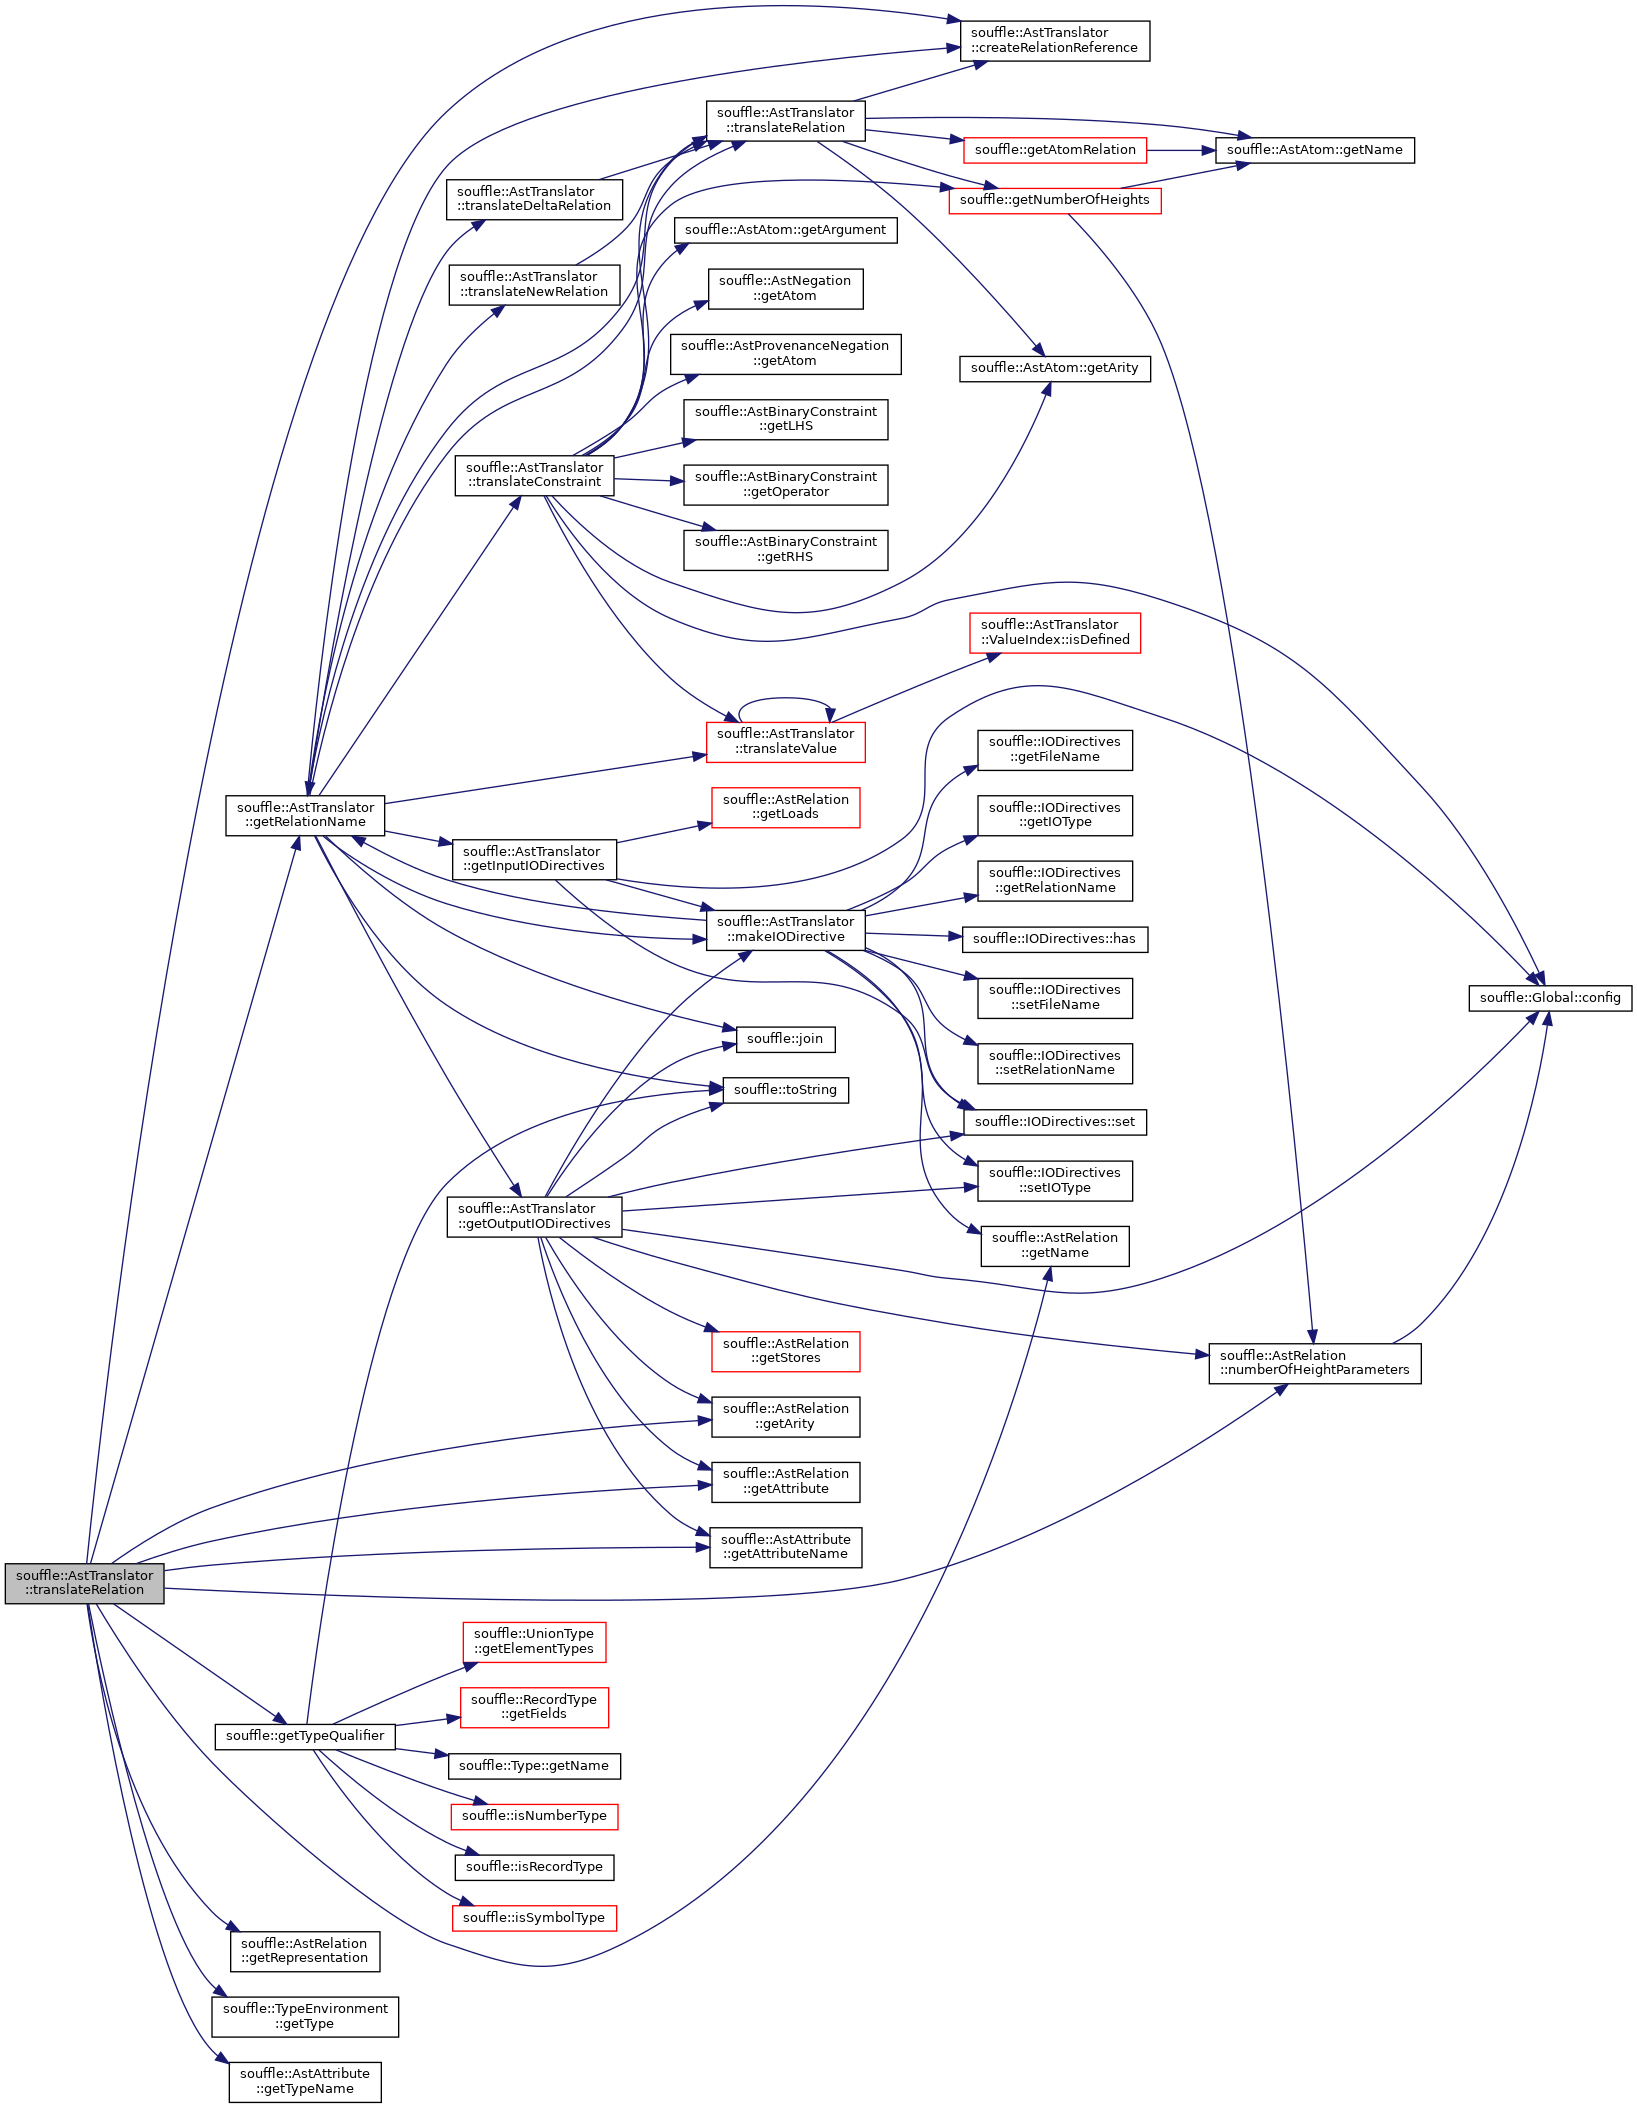 souffle::AstTranslator
::createRelationReference
souffle::AstTranslator
::translateRelation
souffle::getAtomRelation
souffle::AstAtom::getName
souffle::AstTranslator
::translateDeltaRelation
souffle::getNumberOfHeights
souffle::AstAtom::getArgument
souffle::AstTranslator
::translateNewRelation
souffle::AstNegation
::getAtom
souffle::AstProvenanceNegation
::getAtom
souffle::AstAtom::getArity
souffle::AstBinaryConstraint
::getLHS
souffle::AstTranslator
::translateConstraint
souffle::AstBinaryConstraint
::getOperator
souffle::AstBinaryConstraint
::getRHS
souffle::AstTranslator
::ValueIndex::isDefined
souffle::AstTranslator
::translateValue
souffle::IODirectives
::getFileName
souffle::AstTranslator
::getRelationName
souffle::AstRelation
::getLoads
souffle::IODirectives
::getIOType
souffle::AstTranslator
::getInputIODirectives
souffle::IODirectives
::getRelationName
souffle::AstTranslator
::makeIODirective
souffle::IODirectives::has
souffle::IODirectives
::setFileName
souffle::Global::config
souffle::join
souffle::IODirectives
::setRelationName
souffle::toString
souffle::IODirectives::set
souffle::IODirectives
::setIOType
souffle::AstTranslator
::getOutputIODirectives
souffle::AstRelation
::getName
souffle::AstRelation
::getStores
souffle::AstRelation
::numberOfHeightParameters
souffle::AstRelation
::getArity
souffle::AstRelation
::getAttribute
souffle::AstAttribute
::getAttributeName
souffle::AstTranslator
::translateRelation
souffle::UnionType
::getElementTypes
souffle::RecordType
::getFields
souffle::getTypeQualifier
souffle::Type::getName
souffle::isNumberType
souffle::isRecordType
souffle::isSymbolType
souffle::AstRelation
::getRepresentation
souffle::TypeEnvironment
::getType
souffle::AstAttribute
::getTypeName